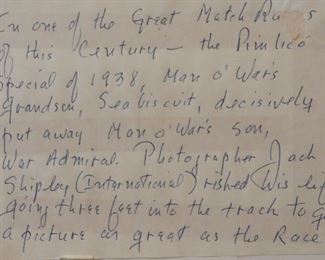 In one of the Great Match Races
of this Century — the Pimlico
Special of 1938, Man o' War's
Grandson, Seabiscuit, decisively
put away Man o' War's Son,
War Admiral. Photographer Jack
Shipley (International) risked His
going three feet into the track to
a picture as great as the Race